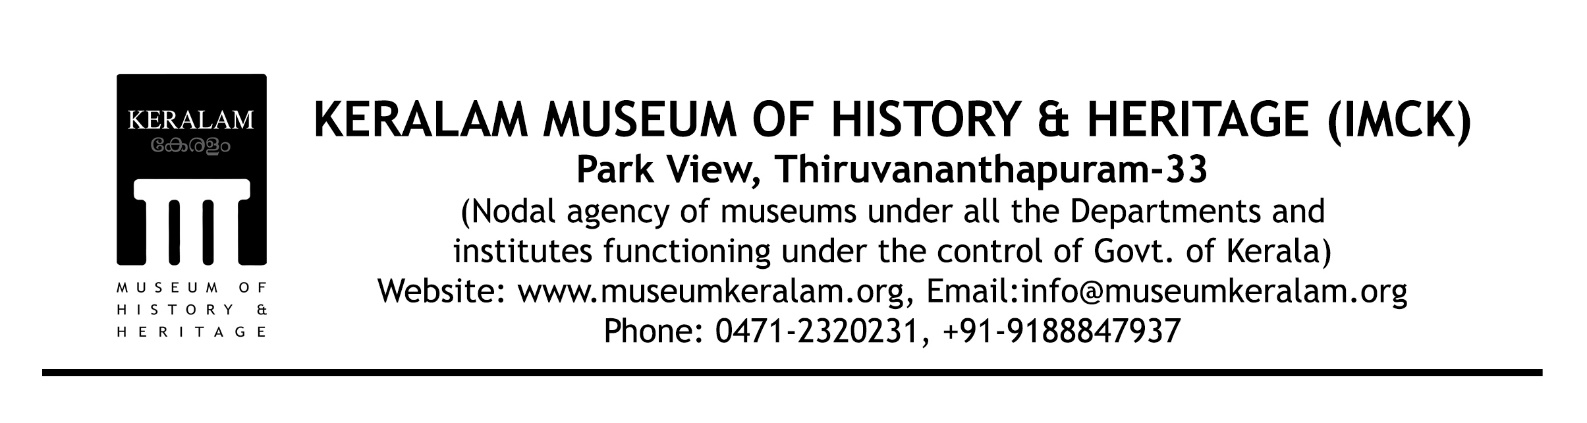 KERALAM
കേരളം
MUSEUM OF
HISTORY &
HERITAGE
KERALAM MUSEUM OF HISTORY & HERITAGE (IMCK)
Park View, Thiruvananthapuram-33
(Nodal agency of museums under all the Departments and
institutes functioning under the control of Govt. of Kerala)
Website: www.museumkeralam.org, Email:info@museumkeralam.org
Phone: 0471-2320231, +91-9188847937